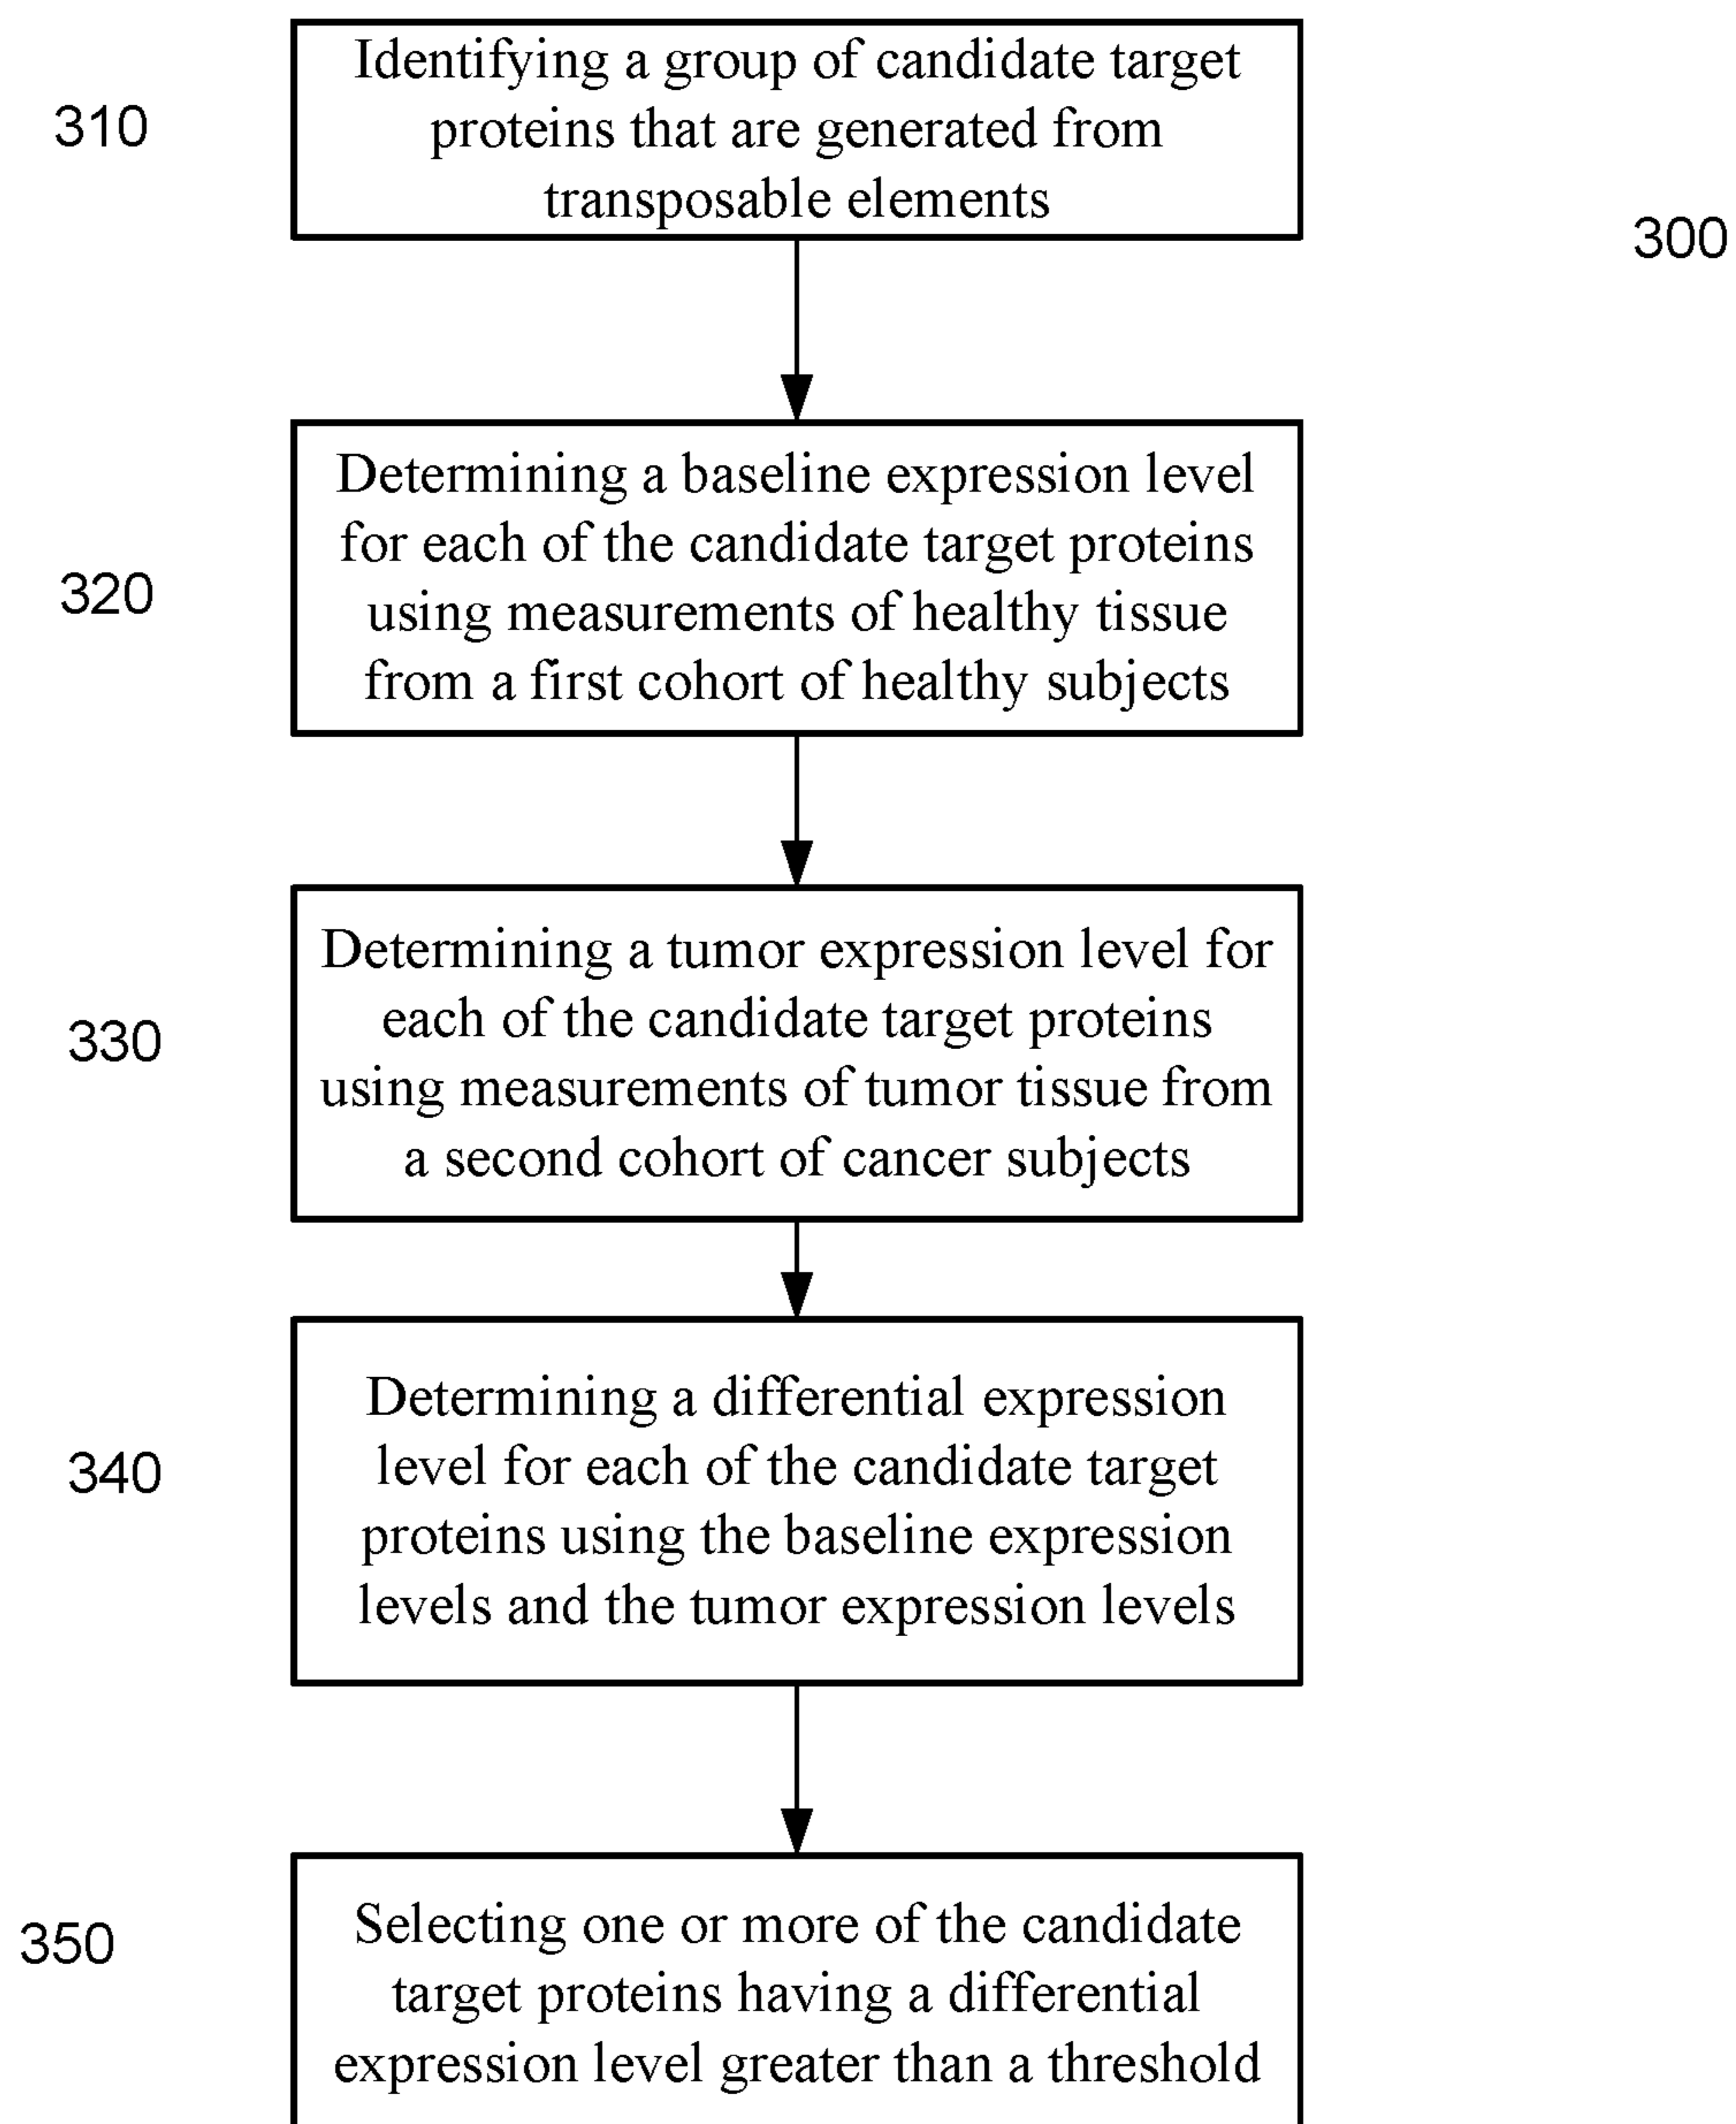 310
Identifying a group of candidate target
proteins that are generated from
transposable elements
300
320
Determining a baseline expression level
for each of the candidate target proteins
using measurements of healthy tissue
from a first cohort of healthy subjects
330
Determining a tumor expression level for
each of the candidate target proteins
using measurements of tumor tissue from
a second cohort of cancer subjects
340
Determining a differential expression
level for each of the candidate target
proteins using the baseline expression
levels and the tumor expression levels
350
Selecting one or more of the candidate
target proteins having a differential
expression level greater than a threshold